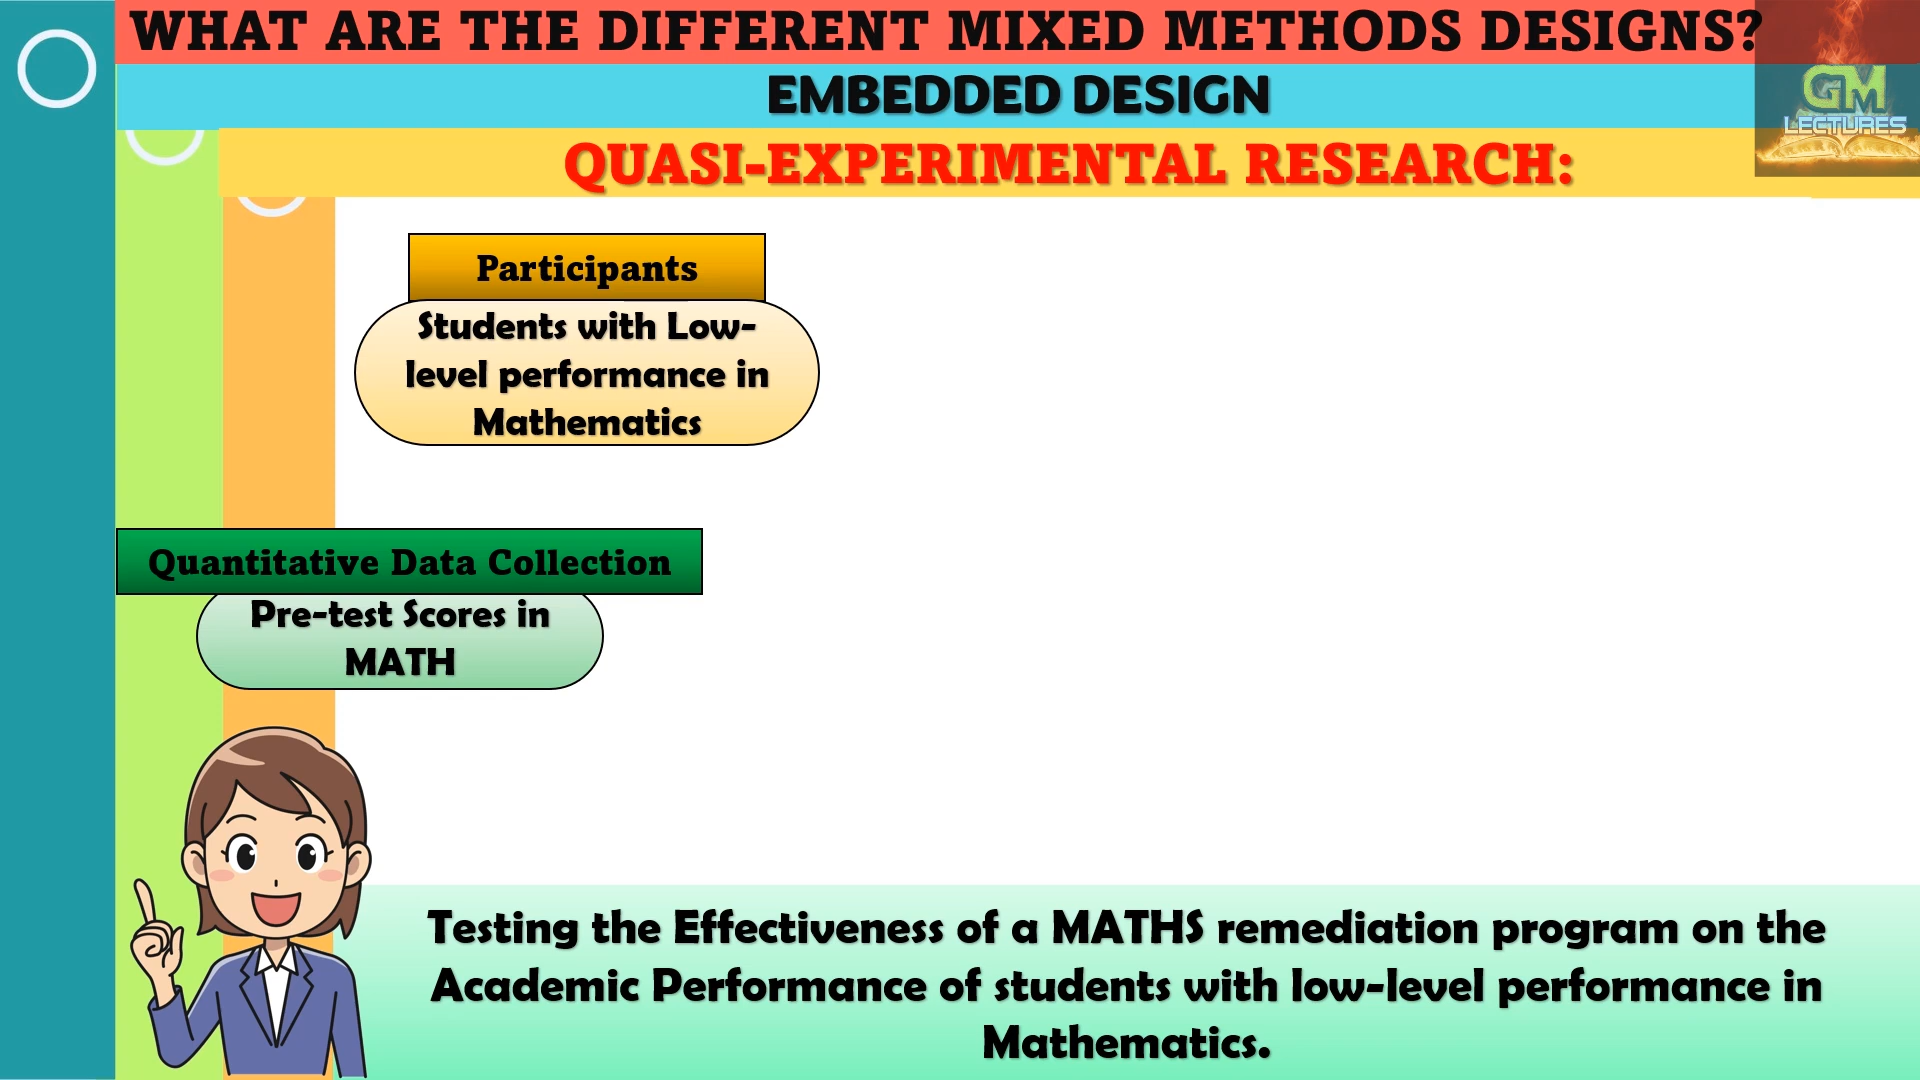 WHAT ARE THE DIFFERENT MIXED METHODS DESIGNS?
GM
LECTURES
EMBEDDED DESIGN
QUASI-EXPERIMENTAL RESEARCH:
Participants
Students with Low-
level performance in
Mathematics
Quantitative Data Collection
Pre-test Scores in
MATH
Testing the Effectiveness of a MATHS remediation program on the
Academic Performance of students with low-level performance in
Mathematics.